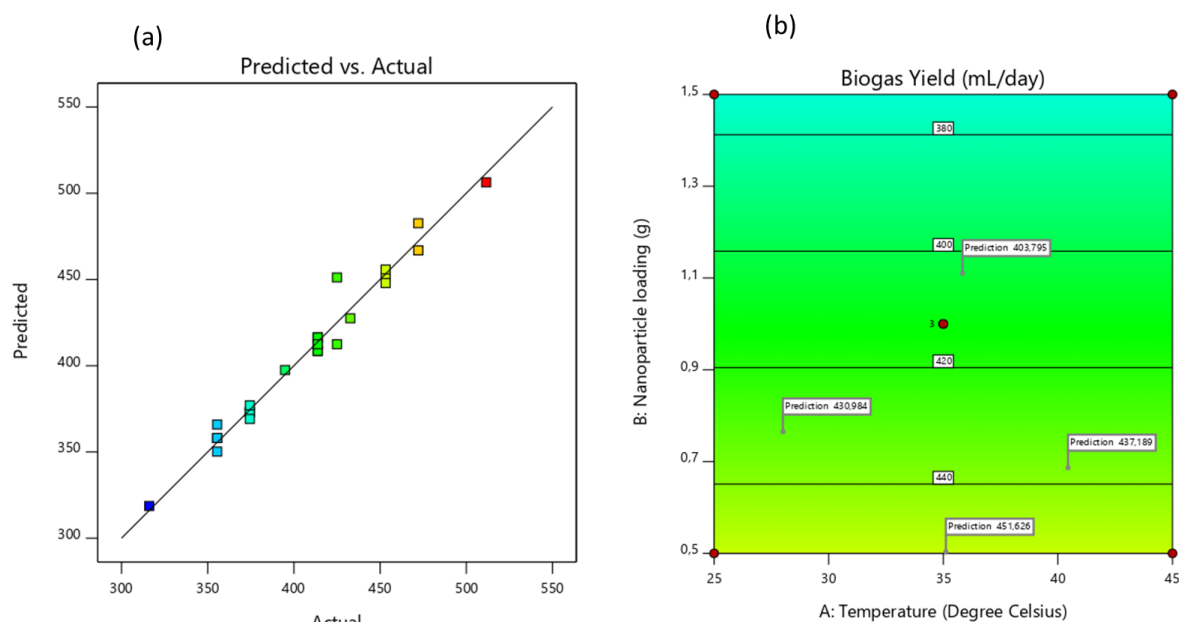 (a)
Predicted vs. Actual
550
500
450
400
350
300
Predicted
300 350 400 450 500 550
Actual
(b)
Biogas Yield (mL/day)
1.5
1.3
1.1
0.9
0.7
0.5
B: Nanoparticle loading (g)
380
400
Prediction 403,795
3
420
Prediction 430,984
Prediction 437,189
440
Prediction 451,626
25 30 35 40 45
A: Temperature (Degree Celsius)